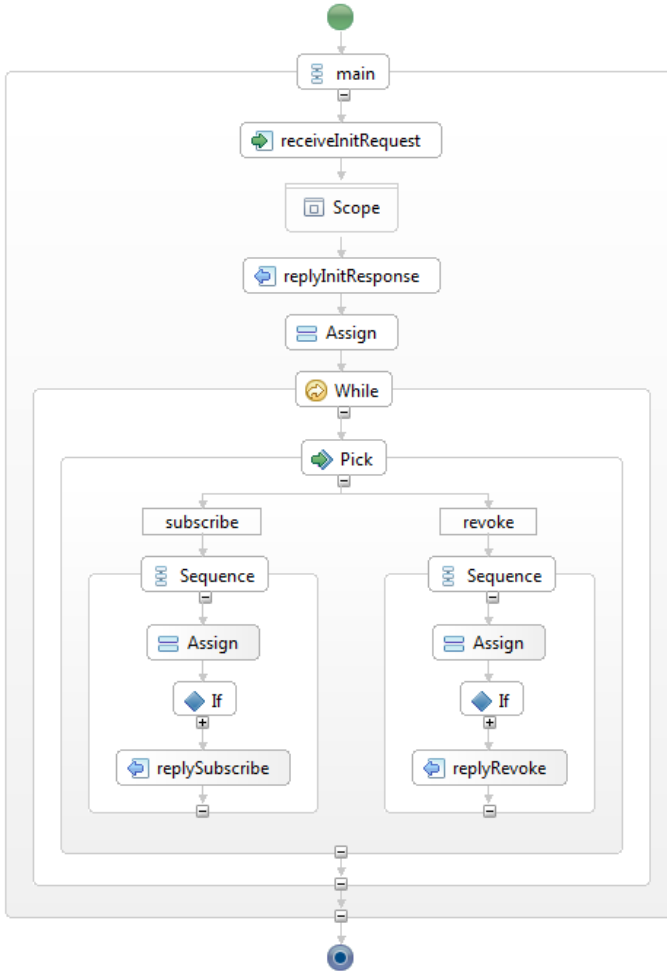 main
receiveInitRequest
Scope
replyInitResponse
Assign
While
Pick
subscribe
revoke
Sequence
Sequence
Assign
Assign
If
If
replySubscribe
replyRevoke